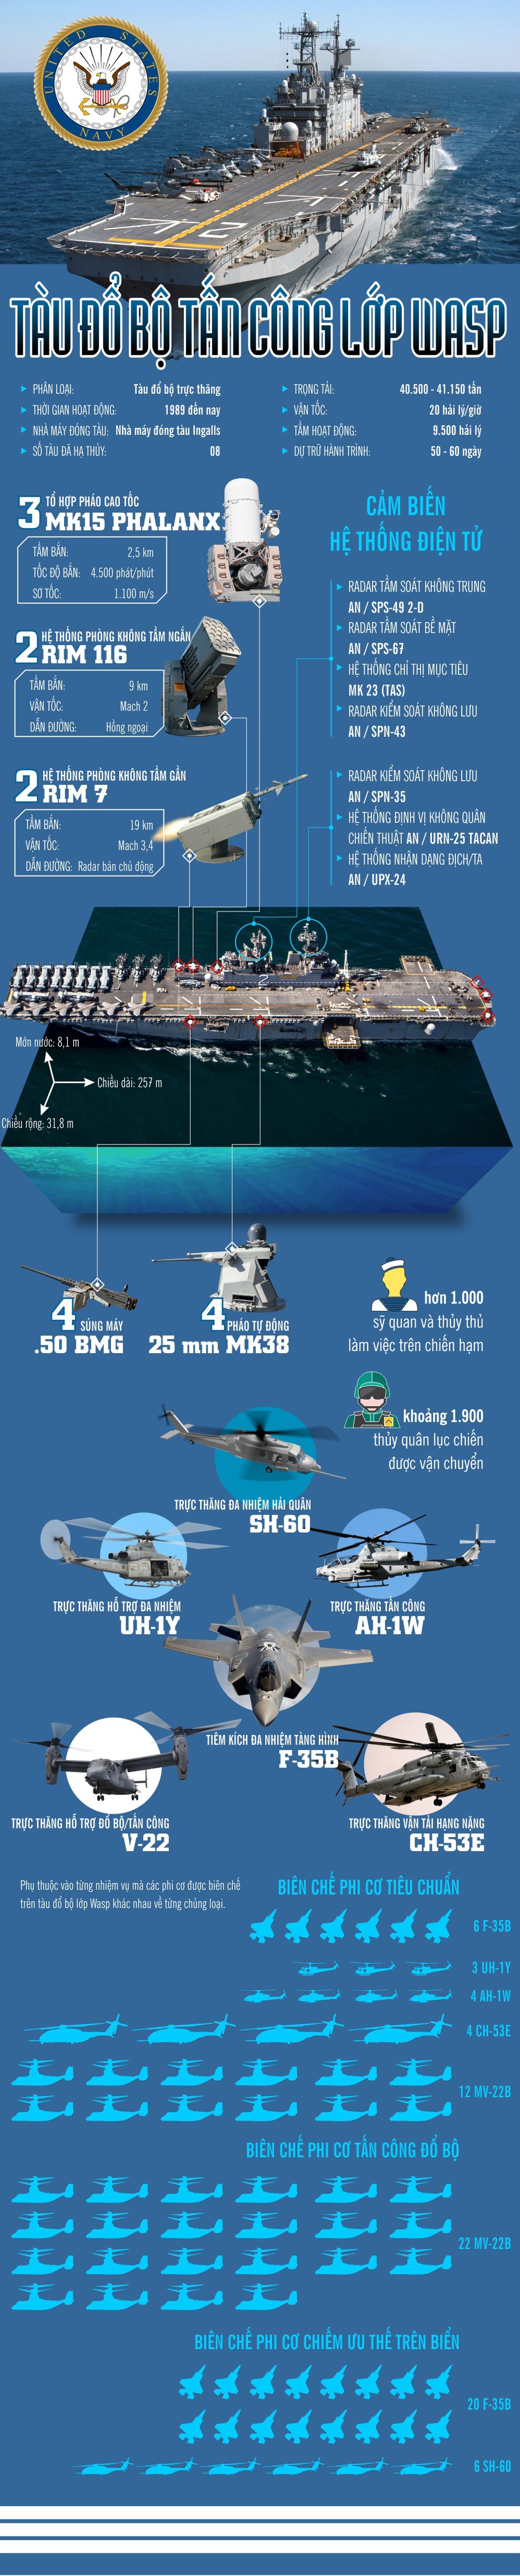 UNITED STATES NAVY
TÀU ĐỔ BỘ TẤN CÔNG LỚP WASP
PHÂN LOẠI: Tàu đổ bộ trực thăng
THỜI GIAN HOẠT ĐỘNG: 1989 đến nay
NHÀ MÁY ĐÓNG TÀU: Nhà máy đóng tàu Ingalls
SỐ TÀU ĐÃ HẠ THỦY: 08
TRỌNG TẢI: 40.500 - 41.150 tấn
VẬN TỐC: 20 hải lý/giờ
TẦM HOẠT ĐỘNG: 9.500 hải lý
DỰ TRỮ HÀNH TRÌNH: 50 - 60 ngày
3 TỔ HỢP PHÁO CAO TỐC
MK15 PHALANX
TẦM BẮN: 2,5 km
TỐC ĐỘ BẮN: 4.500 phát/phút
SƠ TỐC: 1.100 m/s
2 HỆ THỐNG PHÒNG KHÔNG TẦM NGẮN
RIM 116
TẦM BẮN: 9 km
VẬN TỐC: Mach 2
DẪN ĐƯỜNG: Hồng ngoại
2 HỆ THỐNG PHÒNG KHÔNG TẦM GẦN
RIM 7
TẦM BẮN: 19 km
VẬN TỐC: Mach 3,4
DẪN ĐƯỜNG: Radar bán chủ động
CẢM BIẾN
HỆ THỐNG ĐIỆN TỬ
RADAR TẦM SOÁT KHÔNG TRUNG
AN / SPS-49 2-D
RADAR TẦM SOÁT BỀ MẶT
AN / SPS-67
HỆ THỐNG CHỈ THỊ MỤC TIÊU
MK 23 (TAS)
RADAR KIỂM SOÁT KHÔNG LƯU
AN / SPN-43
RADAR KIỂM SOÁT KHÔNG LƯU
AN / SPN-35
HỆ THỐNG ĐỊNH VỊ KHÔNG QUÂN
CHIẾN THUẬT AN / URN-25 TACAN
HỆ THỐNG NHẬN DẠNG ĐỊCH/TA
AN / UPX-24
Mớn nước: 8,1 m
Chiều dài: 257 m
Chiều rộng: 31,8 m
4 SÚNG MÁY
.50 BMG
4 PHÁO TỰ ĐỘNG
25 mm MK38
hơn 1.000
sỹ quan và thủy thủ
làm việc trên chiến hạm
khoảng 1.900
thủy quân lục chiến
được vận chuyển
TRỰC THĂNG ĐA NHIỆM HẢI QUÂN
SH-60
TRỰC THĂNG HỖ TRỢ ĐA NHIỆM
UH-1Y
TRỰC THĂNG TẤN CÔNG
AH-1W
TIÊM KÍCH ĐA NHIỆM TÀNG HÌNH
F-35B
TRỰC THĂNG HỖ TRỢ ĐỔ BỘ/TẤN CÔNG
V-22
TRỰC THĂNG VẬN TẢI HẠNG NẶNG
CH-53E
Phụ thuộc vào từng nhiệm vụ mà các phi cơ được biên chế
trên tàu đổ bộ lớp Wasp khác nhau về từng chủng loại.
BIÊN CHẾ PHI CƠ TIÊU CHUẨN
6 F-35B
3 UH-1Y
4 AH-1W
4 CH-53E
12 MV-22B
BIÊN CHẾ PHI CƠ TẤN CÔNG ĐỔ BỘ
22 MV-22B
BIÊN CHẾ PHI CƠ CHIẾM ƯU THẾ TRÊN BIỂN
20 F-35B
6 SH-60